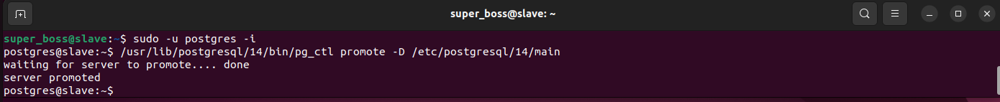 super_boss@slave: ~
super_boss@slave:~$ sudo -u postgres -i
postgres@slave:~$ /usr/lib/postgresql/14/bin/pg_ctl promote -D /etc/postgresql/14/main
waiting for server to promote.... done
server promoted
postgres@slave:~$